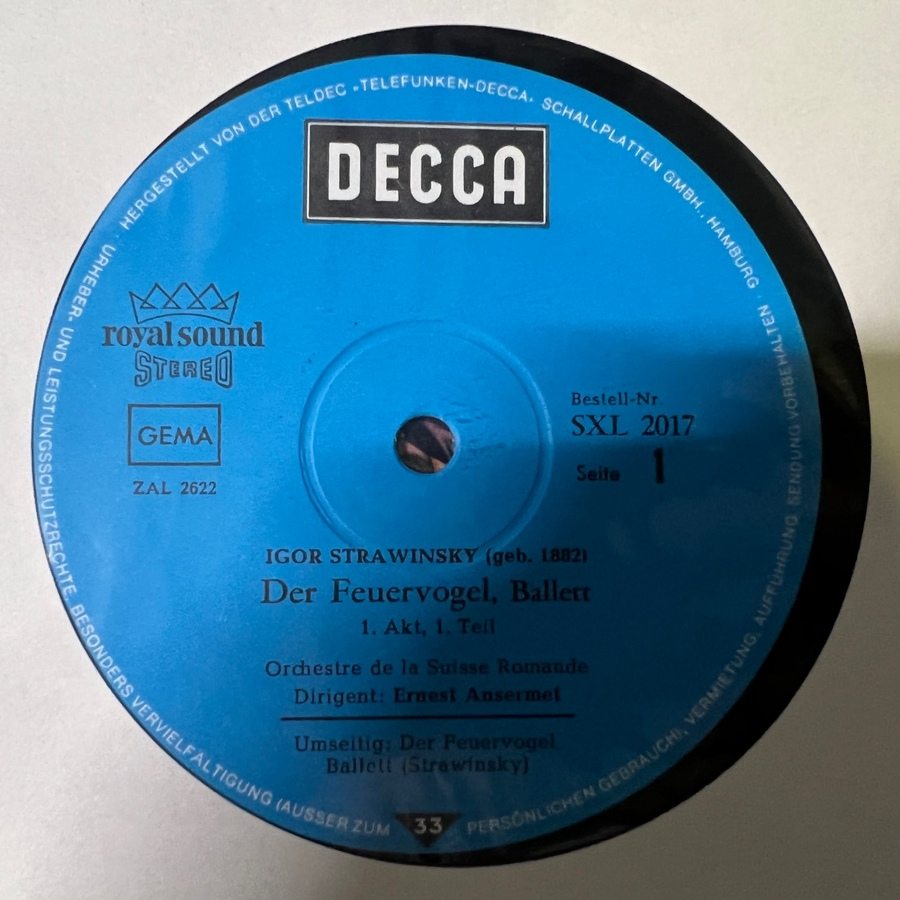 HERGESTELLT VON DER TELDEC »TELEFUNKEN-DECCA« SCHALLPLATTEN GMBH., HAMBURG · URHEBER- UND LEISTUNGSSCHUTZRECHTE, BESONDERS VERVIELFÄLTIGUNG (AUSSER ZUM PERSÖNLICHEN GEBRAUCH), VERMIETUNG, AUFFÜHRUNG, SENDUNG VORBEHALTEN ·
DECCA
royal sound
STEREO
GEMA
ZAL 2622
Bestell-Nr.
SXL 2017
Seite 1
IGOR STRAWINSKY (geb. 1882)
Der Feuervogel, Ballett
1. Akt, 1. Teil
Orchestre de la Suisse Romande
Dirigent: Ernest Ansermet
Umseitig: Der Feuervogel
Ballett (Strawinsky)
33